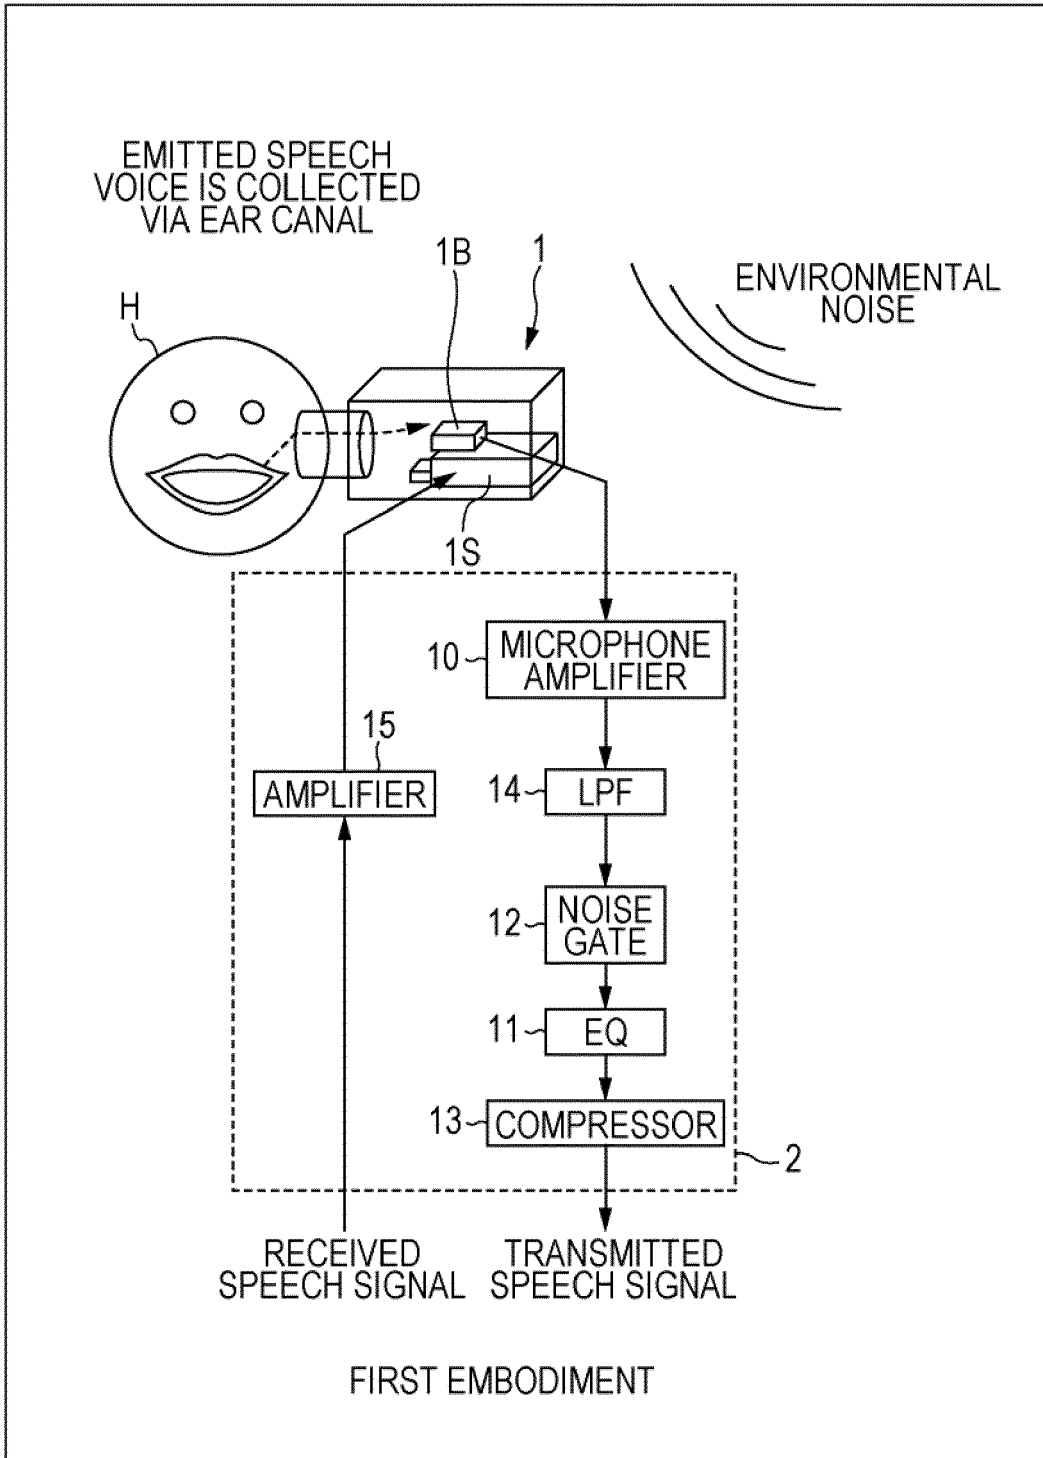 EMITTED SPEECH
VOICE IS COLLECTED
VIA EAR CANAL
1B
1
ENVIRONMENTAL
NOISE
H
1S
10
MICROPHONE
AMPLIFIER
15
AMPLIFIER
14
LPF
12
NOISE
GATE
11
EQ
13
COMPRESSOR
2
RECEIVED
SPEECH SIGNAL
TRANSMITTED
SPEECH SIGNAL
FIRST EMBODIMENT